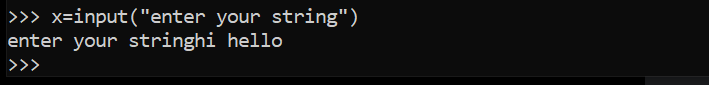 >>> x=input("enter your string")
enter your stringhi hello
>>>